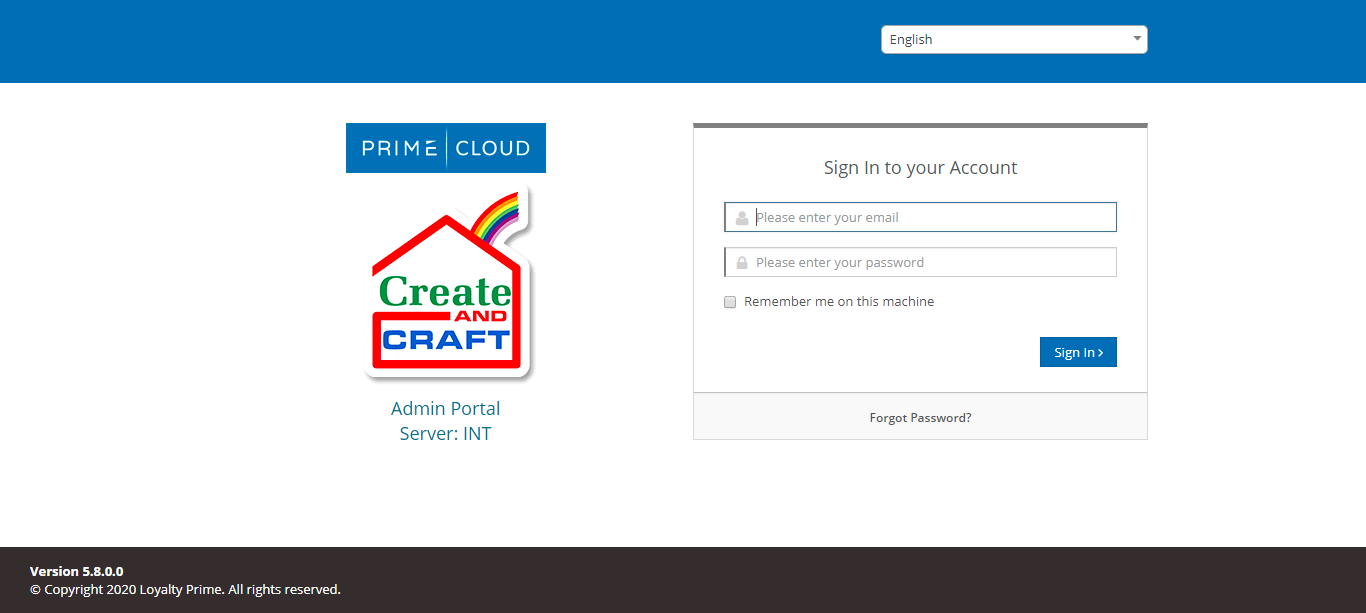 English
PRIME CLOUD
Create
AND
CRAFT
Admin Portal
Server: INT
Sign In to your Account
Please enter your email
Please enter your password
Remember me on this machine
Sign In ›
Forgot Password?
Version 5.8.0.0
© Copyright 2020 Loyalty Prime. All rights reserved.